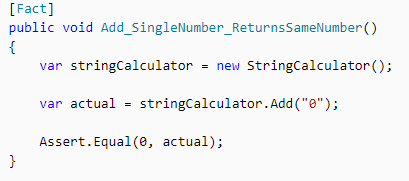 [Fact]
public void Add_SingleNumber_ReturnsSameNumber()
{
    var stringCalculator = new StringCalculator();

    var actual = stringCalculator.Add("0");

    Assert.Equal(0, actual);
}